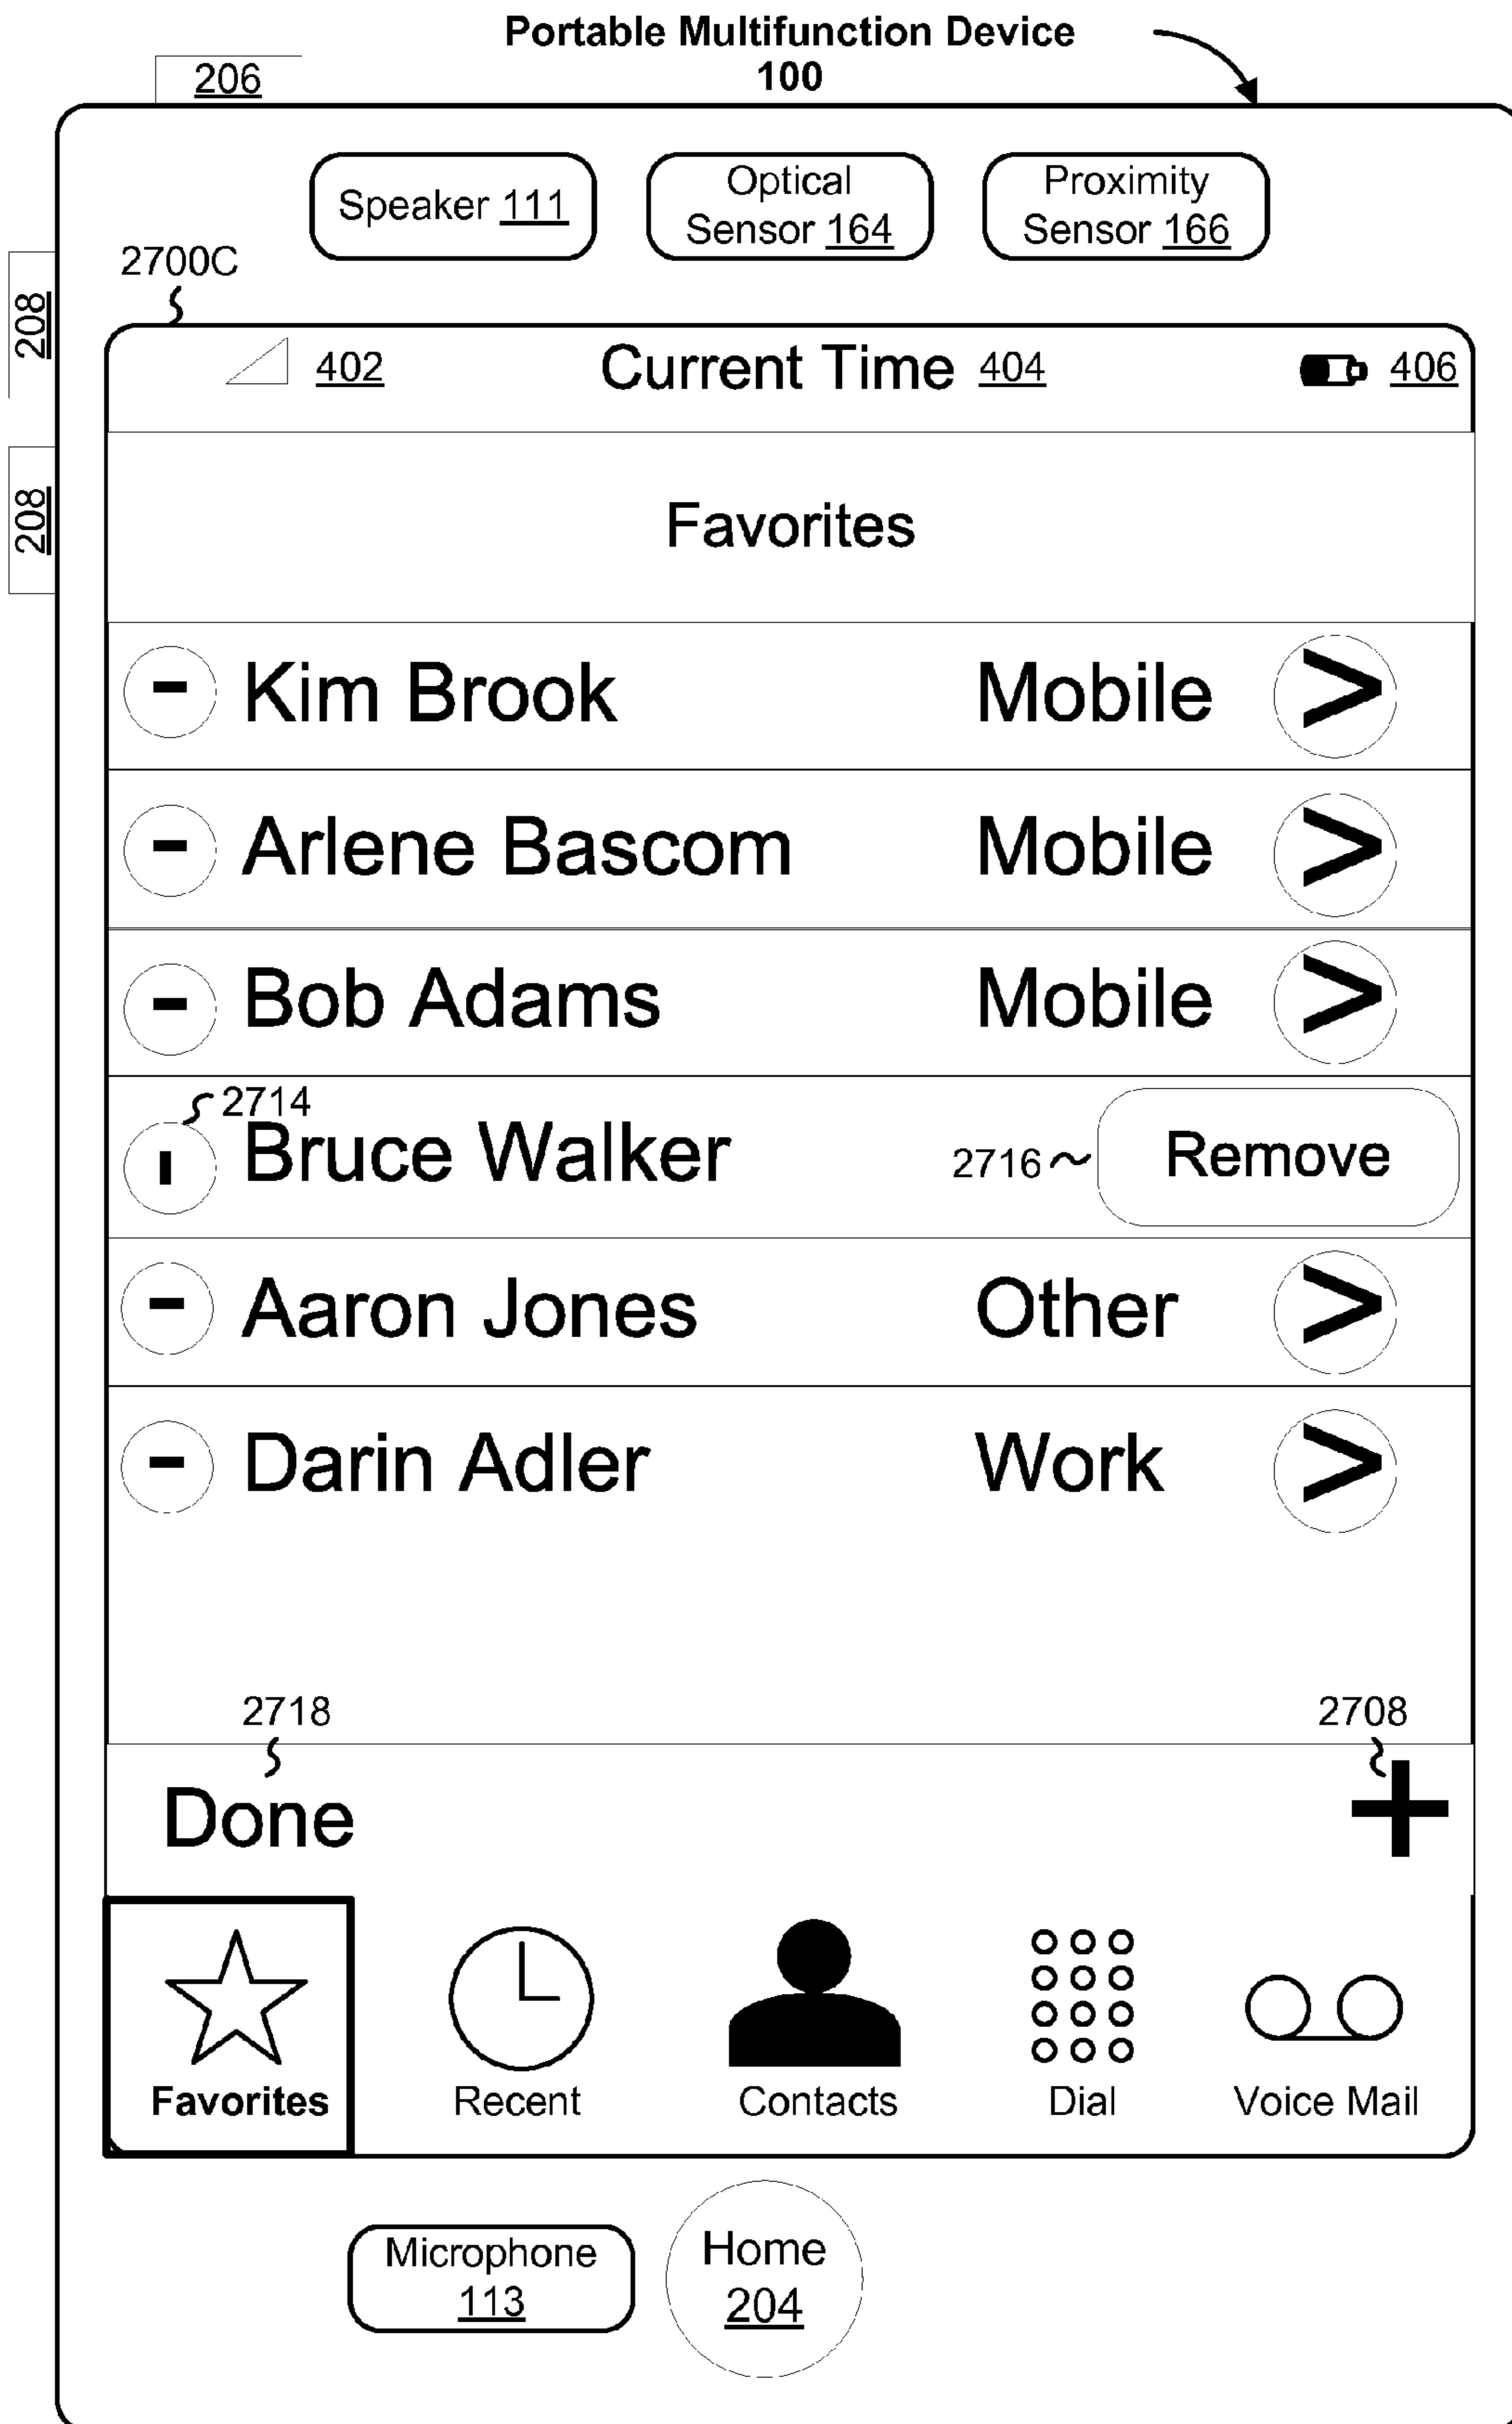 Portable Multifunction Device
100
206
Speaker 111
Optical
Sensor 164
Proximity
Sensor 166
2700C
208
208
402
Current Time 404
406
Favorites
- Kim Brook Mobile >
- Arlene Bascom Mobile >
- Bob Adams Mobile >
2714
Bruce Walker
2716
Remove
- Aaron Jones Other >
- Darin Adler Work >
2718
2708
Done
+
Favorites
Recent
Contacts
Dial
Voice Mail
Microphone
113
Home
204